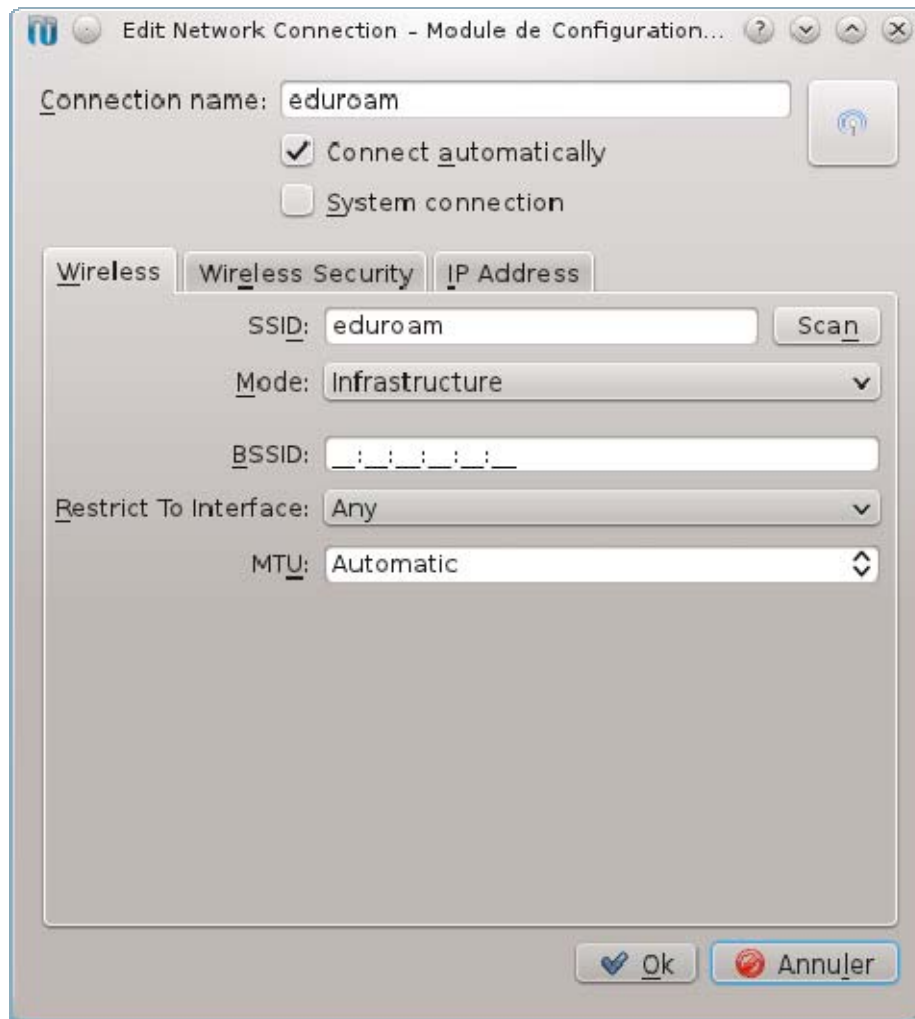 Edit Network Connection – Module de Configuration...
Connection name: eduroam
Connect automatically
System connection
Wireless Wireless Security IP Address
SSID: eduroam Scan
Mode: Infrastructure
BSSID: __:__:__:__:__:__
Restrict To Interface: Any
MTU: Automatic
Ok Annuler